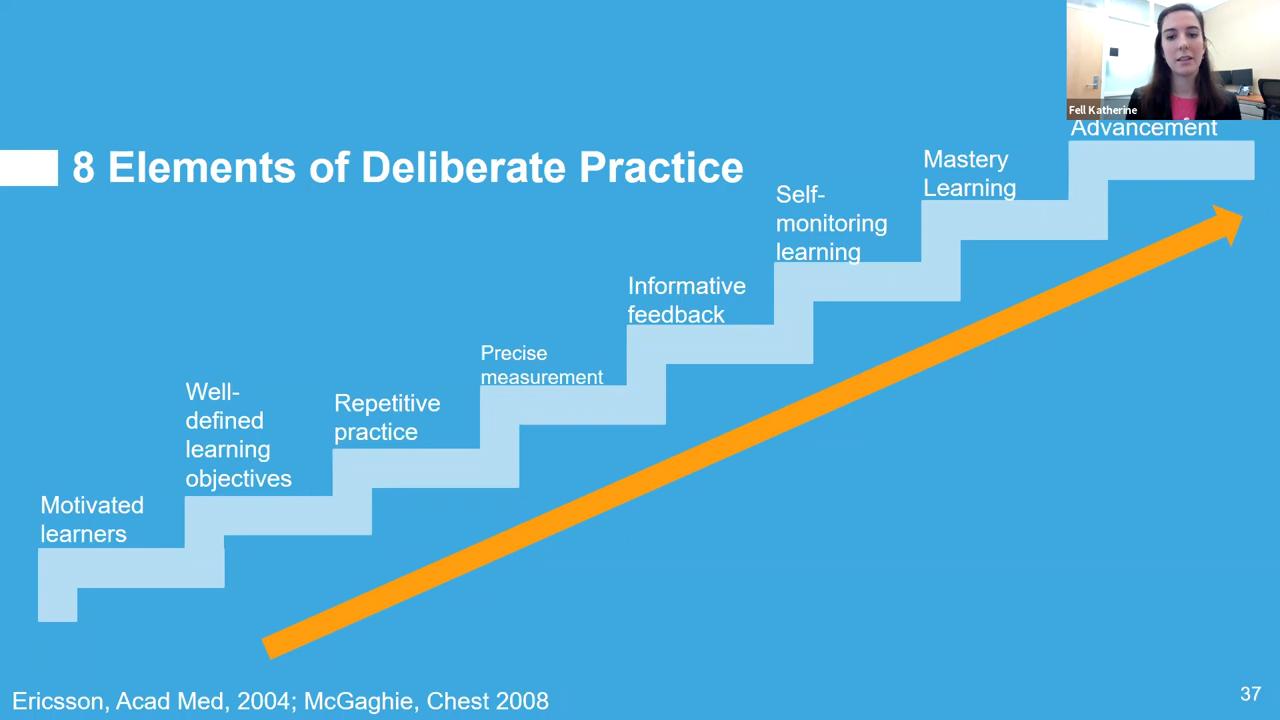 Fell Katherine
8 Elements of Deliberate Practice
Motivated
learners
Well-
defined
learning
objectives
Repetitive
practice
Precise
measurement
Informative
feedback
Self-
monitoring
learning
Mastery
Learning
Advancement
Ericsson, Acad Med, 2004; McGaghie, Chest 2008
37